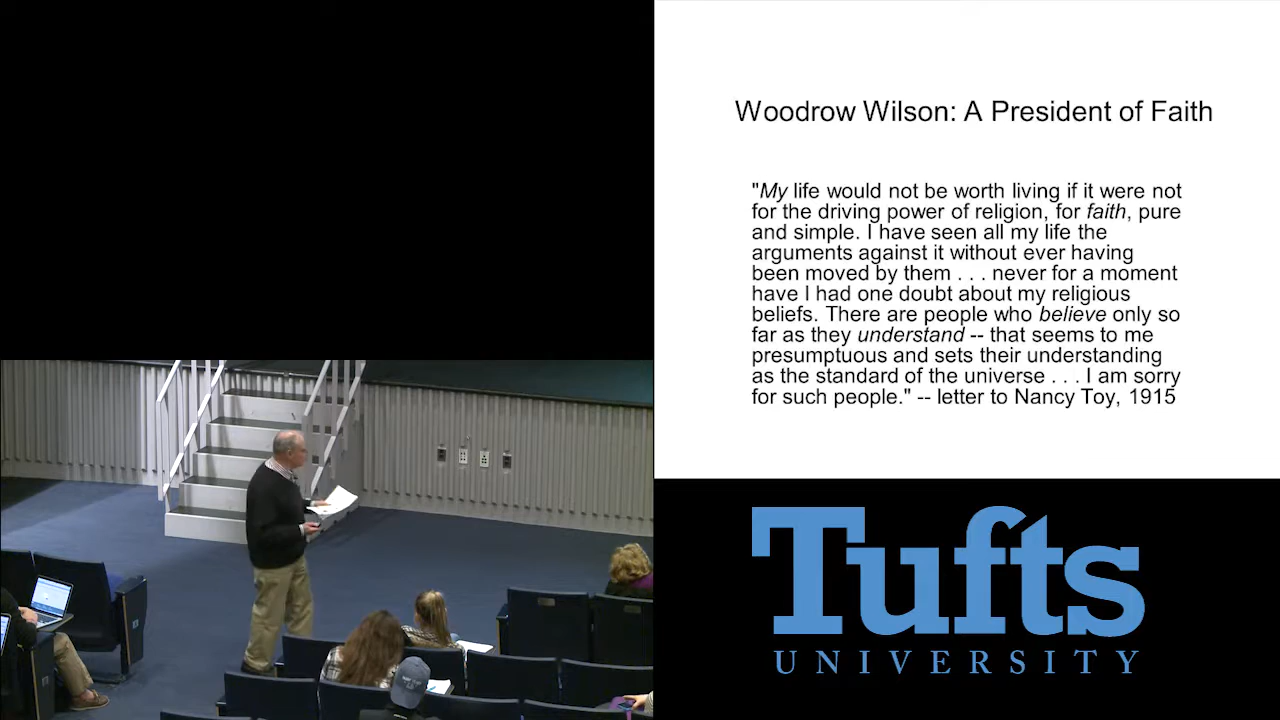 Woodrow Wilson: A President of Faith
"My life would not be worth living if it were not
for the driving power of religion, for faith, pure
and simple. I have seen all my life the
arguments against it without ever having
been moved by them . . . never for a moment
have I had one doubt about my religious
beliefs. There are people who believe only so
far as they understand -- that seems to me
presumptuous and sets their understanding
as the standard of the universe . . . I am sorry
for such people." -- letter to Nancy Toy, 1915
Tufts
UNIVERSITY